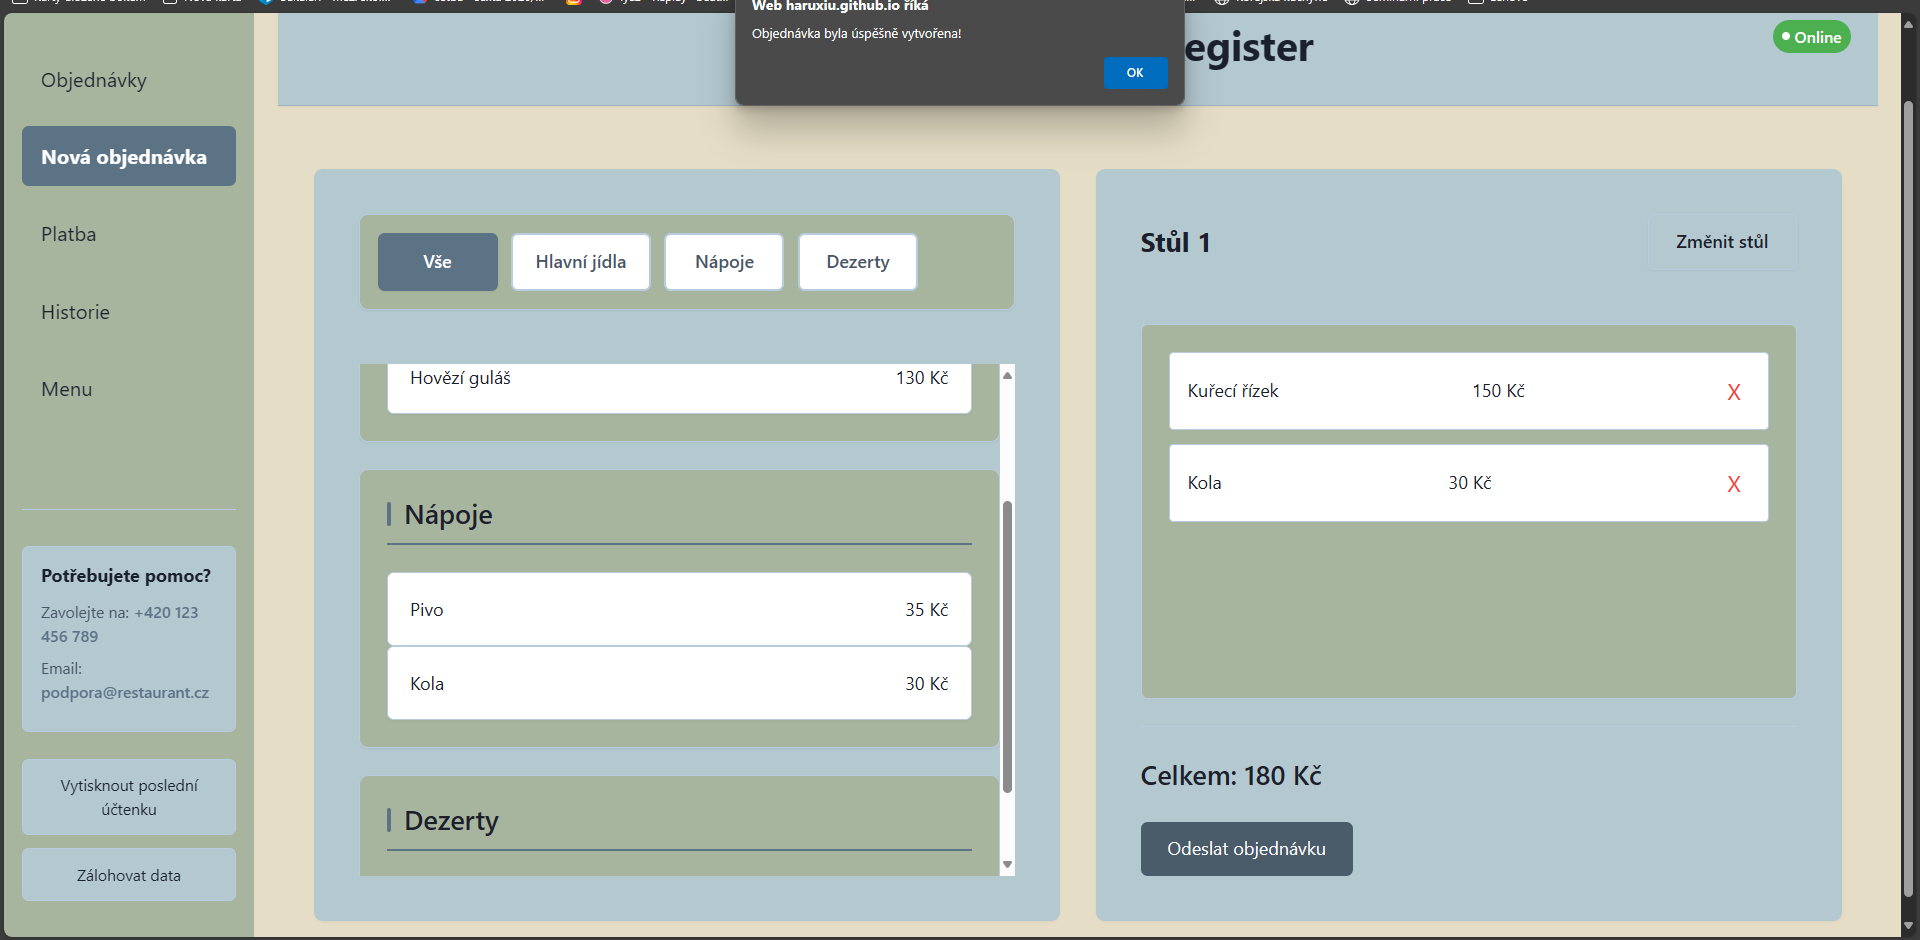 Web haruxiu.github.io říká
Objednávka byla úspěšně vytvořena!
OK
egister
Online
Objednávky
Nová objednávka
Platba
Historie
Menu
Potřebujete pomoc?
Zavolejte na: +420 123
456 789
Email:
podpora@restaurant.cz
Vytisknout poslední
účtenku
Zálohovat data
Vše
Hlavní jídla
Nápoje
Dezerty
Hovězí guláš 130 Kč
Nápoje
Pivo 35 Kč
Kola 30 Kč
Dezerty
Stůl 1
Změnit stůl
Kuřecí řízek 150 Kč X
Kola 30 Kč X
Celkem: 180 Kč
Odeslat objednávku